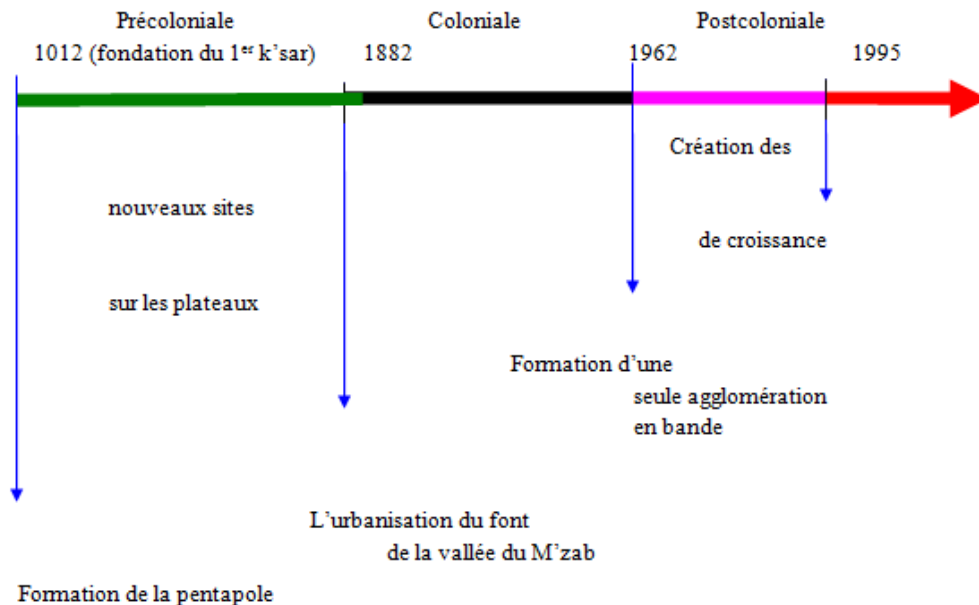 Précoloniale Coloniale Postcoloniale
1012 (fondation du 1er k’sar) 1882 1962 1995
Création des
nouveaux sites
de croissance
sur les plateaux
Formation d’une
seule agglomération
en bande
L’urbanisation du font
de la vallée du M’zab
Formation de la pentapole